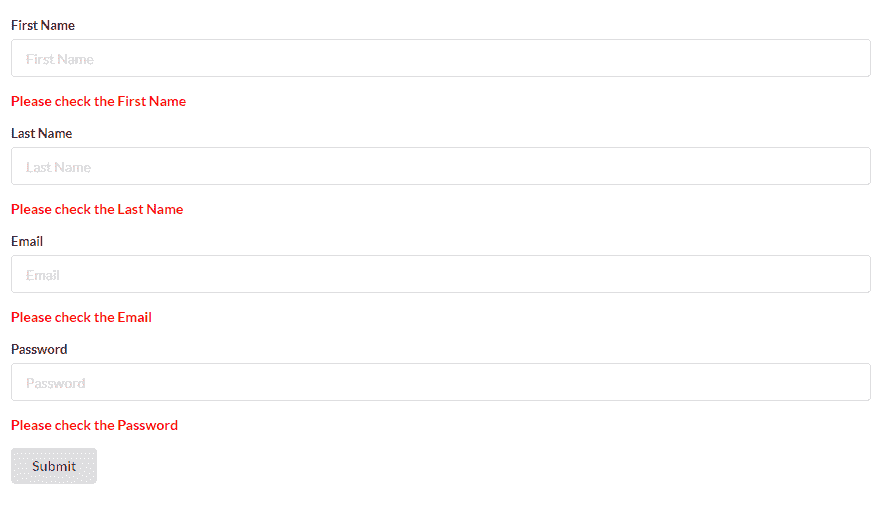 First Name
First Name
Please check the First Name
Last Name
Last Name
Please check the Last Name
Email
Email
Please check the Email
Password
Password
Please check the Password
Submit